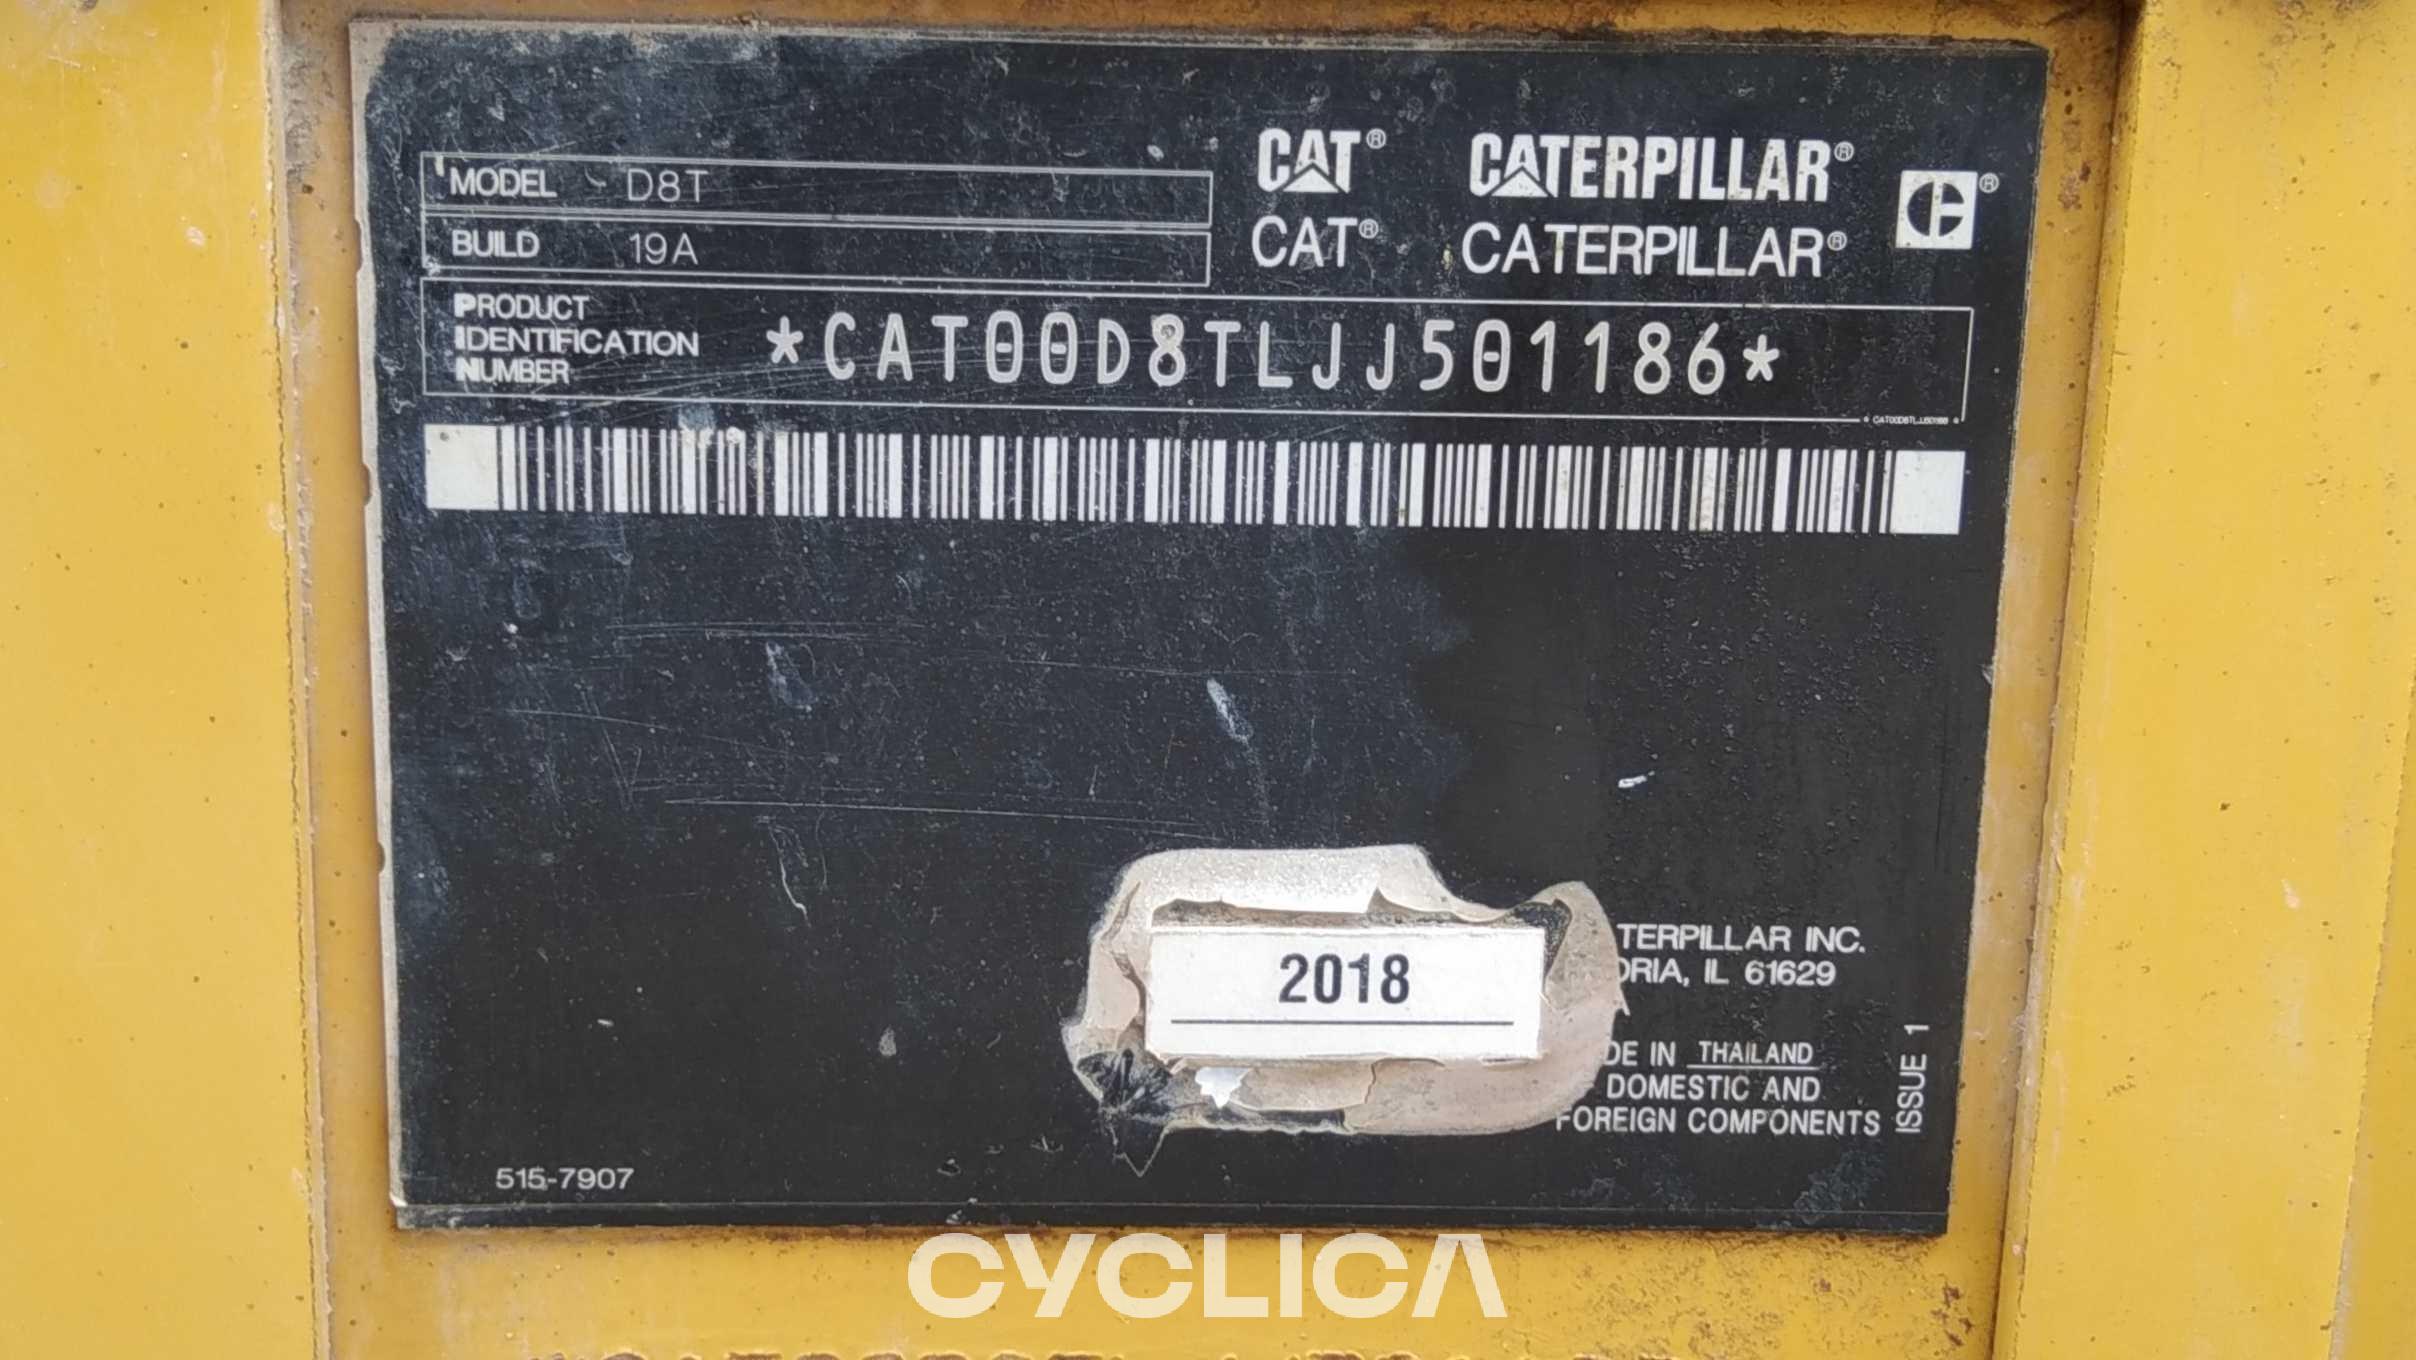 MODEL D8T
BUILD 19A
CAT® CATERPILLAR®
CAT® CATERPILLAR®
PRODUCT
IDENTIFICATION
NUMBER
*CAT00D8TLJJ501186*
* CAT00D8TLJJ501186 *
2018
TERPILLAR INC.
ORIA, IL 61629
DE IN THAILAND
DOMESTIC AND
FOREIGN COMPONENTS
ISSUE 1
515-7907
CYCLICA